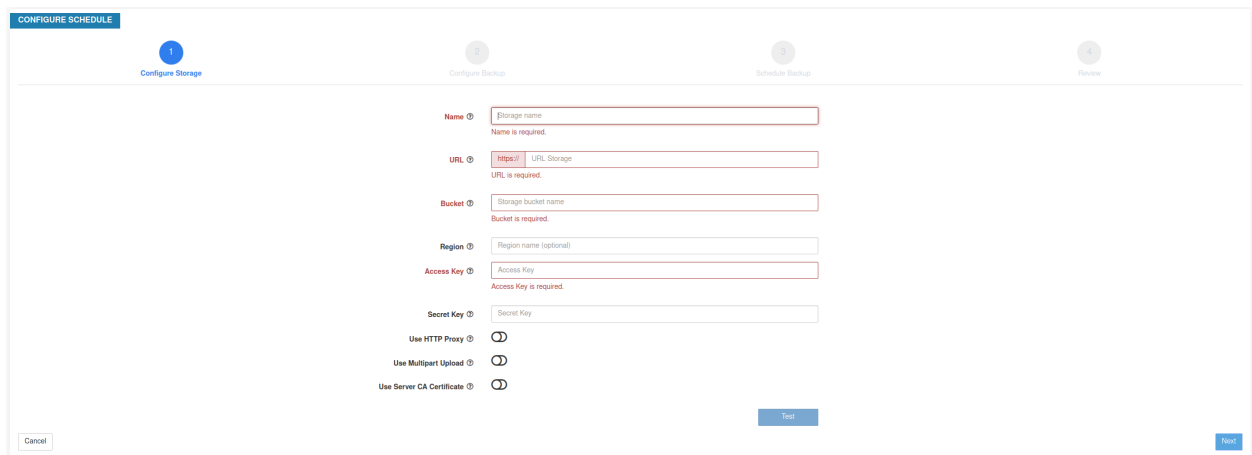 CONFIGURE SCHEDULE
1 2 3 4
Configure Storage Configure Backup Schedule Backup Review
Name Storage name
Name is required.
URL https:// URL Storage
URL is required.
Bucket Storage bucket name
Bucket is required.
Region Region name (optional)
Access Key Access Key
Access Key is required.
Secret Key Secret Key
Use HTTP Proxy
Use Multipart Upload
Use Server CA Certificate
Test
Cancel Next